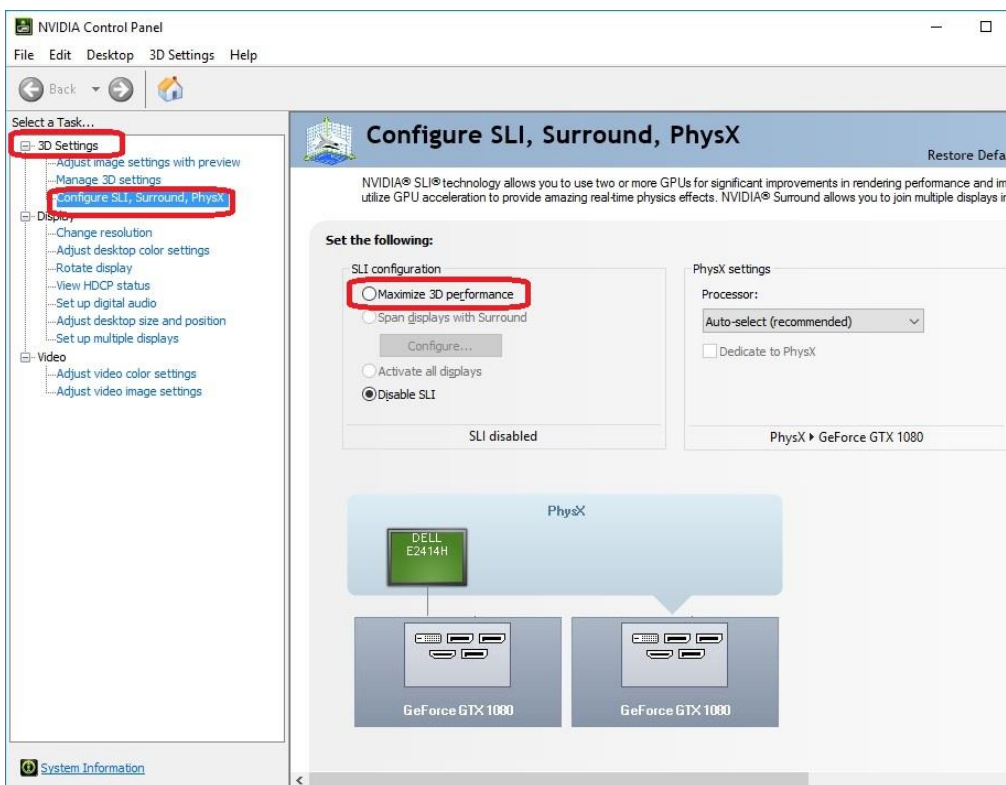 NVIDIA Control Panel
File Edit Desktop 3D Settings Help
Back
Select a Task...
3D Settings
Adjust image settings with preview
Manage 3D settings
Configure SLI, Surround, PhysX
Display
Change resolution
Adjust desktop color settings
Rotate display
View HDCP status
Set up digital audio
Adjust desktop size and position
Set up multiple displays
Video
Adjust video color settings
Adjust video image settings
System Information
Configure SLI, Surround, PhysX
Restore Defa
NVIDIA® SLI® technology allows you to use two or more GPUs for significant improvements in rendering performance and im
utilize GPU acceleration to provide amazing real-time physics effects. NVIDIA® Surround allows you to join multiple displays in
Set the following:
SLI configuration
Maximize 3D performance
Span displays with Surround
Configure...
Activate all displays
Disable SLI
SLI disabled
PhysX settings
Processor:
Auto-select (recommended)
Dedicate to PhysX
PhysX ▸ GeForce GTX 1080
PhysX
DELL
E2414H
GeForce GTX 1080
GeForce GTX 1080